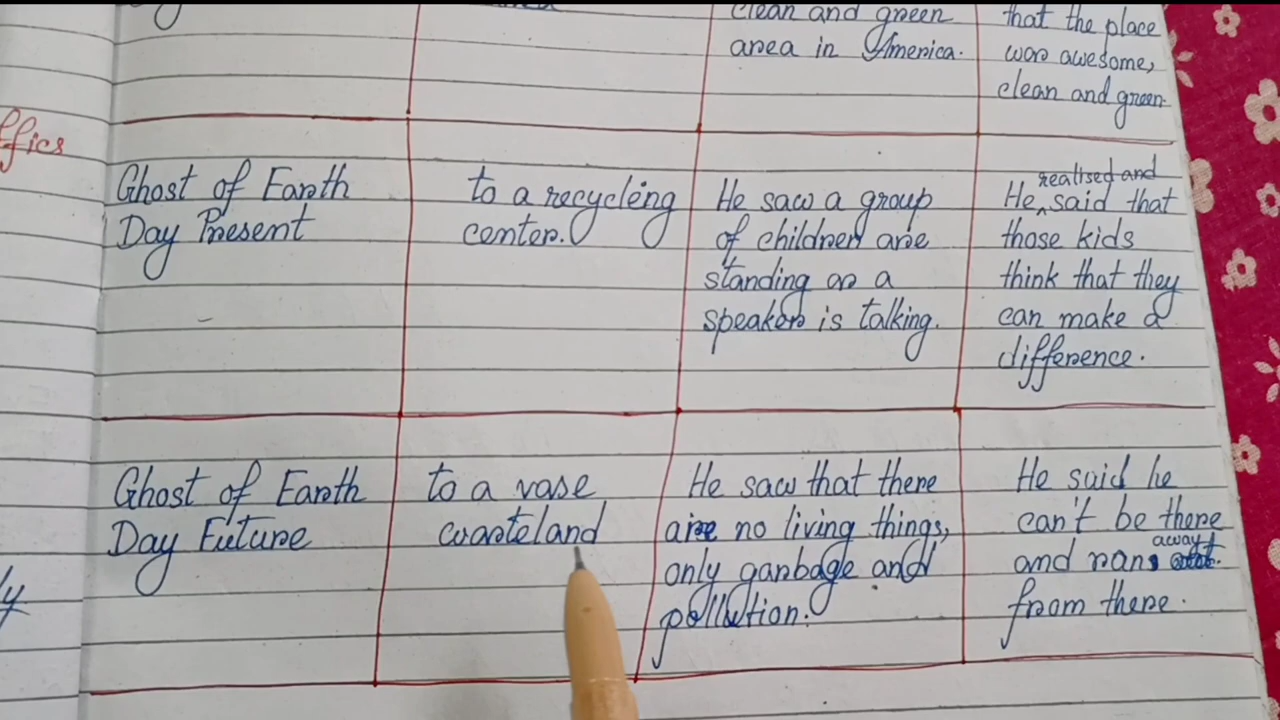 clean and green
area in America.
that the place
was awesome,
clean and green.
Ghost of Earth
Day Present
to a recycling
center.
He saw a group
of children are
standing as a
speaker is talking.
realised and
He ^ said that
those kids
think that they
can make a
difference.
Ghost of Earth
Day Future
to a vase
wasteland
He saw that there
are no living things,
only garbage and
pollution.
He said he
can't be there
away
and ran
from there.